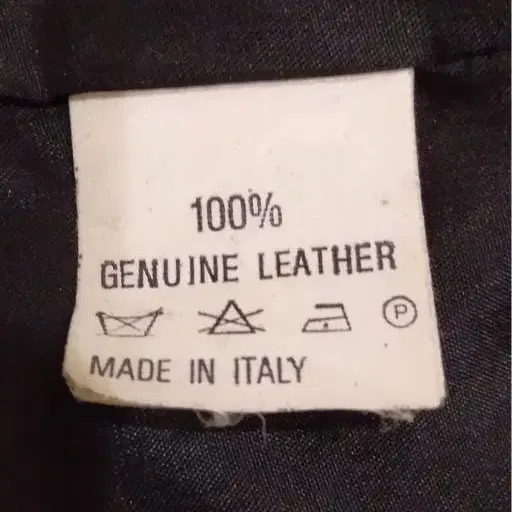 100%
GENUINE LEATHER
P
MADE IN ITALY